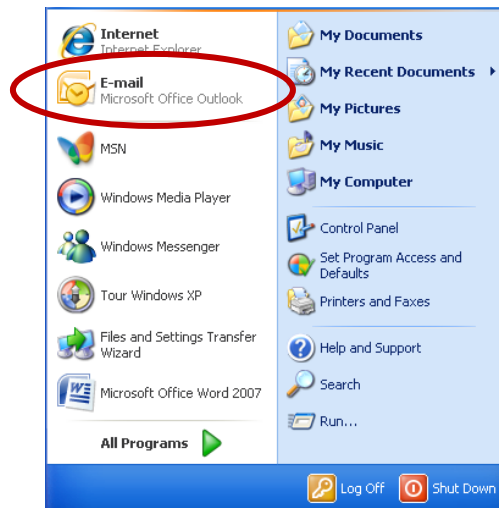 Internet
Internet Explorer
E-mail
Microsoft Office Outlook
MSN
Windows Media Player
Windows Messenger
Tour Windows XP
Files and Settings Transfer
Wizard
Microsoft Office Word 2007
All Programs
My Documents
My Recent Documents
My Pictures
My Music
My Computer
Control Panel
Set Program Access and
Defaults
Printers and Faxes
Help and Support
Search
Run...
Log Off
Shut Down